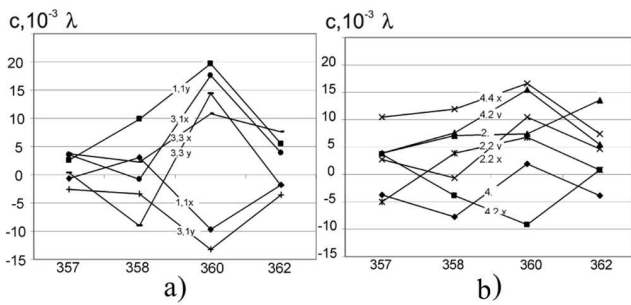 c,10⁻³ λ
20
15
10
5
0
-5
-10
-15
1,1y
3,1x
3,3 x
3,3 y
1,1x
3,1y
357 358 360 362
a)
c,10⁻³ λ
20
15
10
5
0
-5
-10
-15
4.4 x
4.2 y
2.
2.2 y
2.2 x
4.
4.2 x
357 358 360 362
b)